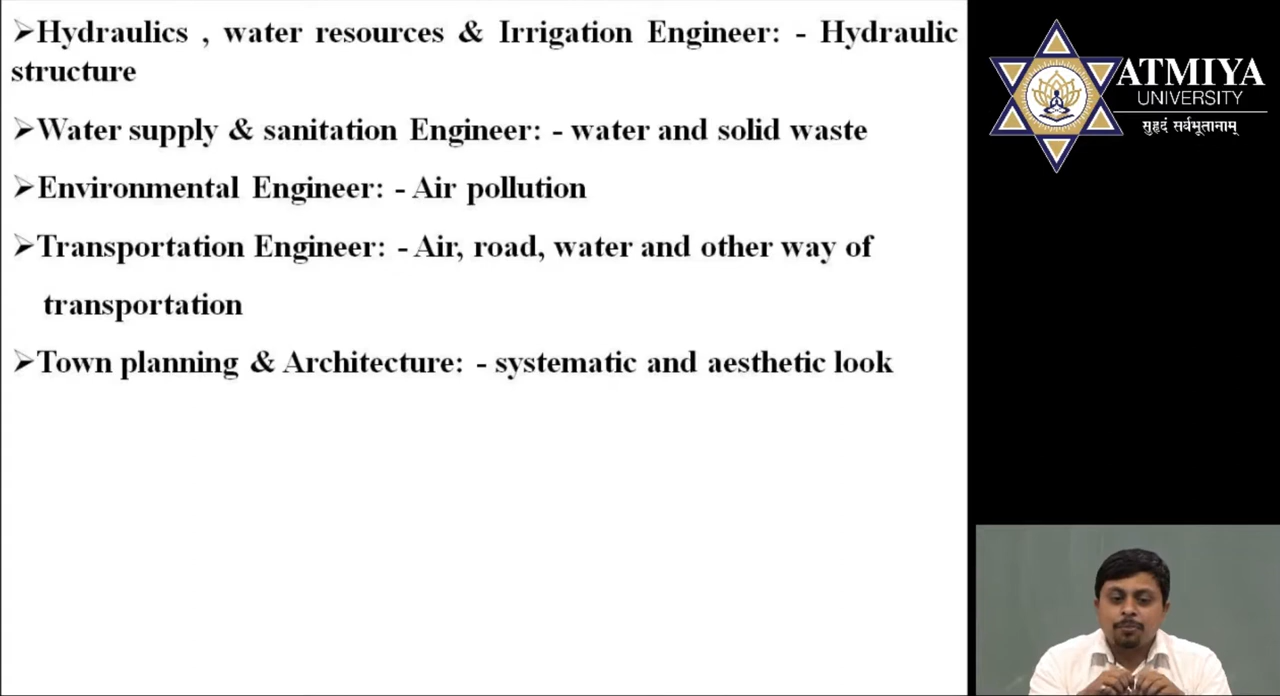 ➢Hydraulics , water resources & Irrigation Engineer: - Hydraulic
structure
➢Water supply & sanitation Engineer: - water and solid waste
➢Environmental Engineer: - Air pollution
➢Transportation Engineer: - Air, road, water and other way of
transportation
➢Town planning & Architecture: - systematic and aesthetic look
ATMIYA
UNIVERSITY
सुहृदं सर्वभूतानाम्